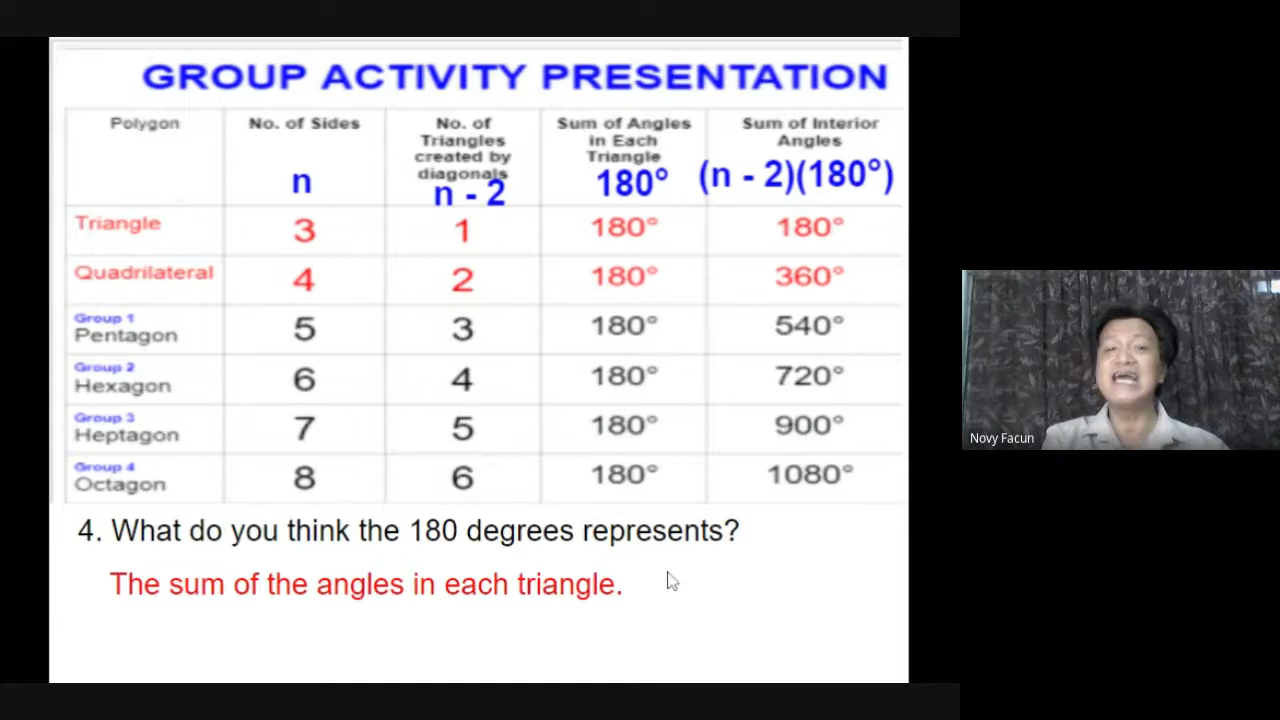 GROUP ACTIVITY PRESENTATION
Polygon
No. of Sides
n
No. of
Triangles
created by
diagonals
n - 2
Sum of Angles
in Each
Triangle
180°
Sum of Interior
Angles
(n - 2)(180°)
Triangle 3 1 180° 180°
Quadrilateral 4 2 180° 360°
Group 1
Pentagon 5 3 180° 540°
Group 2
Hexagon 6 4 180° 720°
Group 3
Heptagon 7 5 180° 900°
Group 4
Octagon 8 6 180° 1080°
4. What do you think the 180 degrees represents?
The sum of the angles in each triangle.
Novy Facun